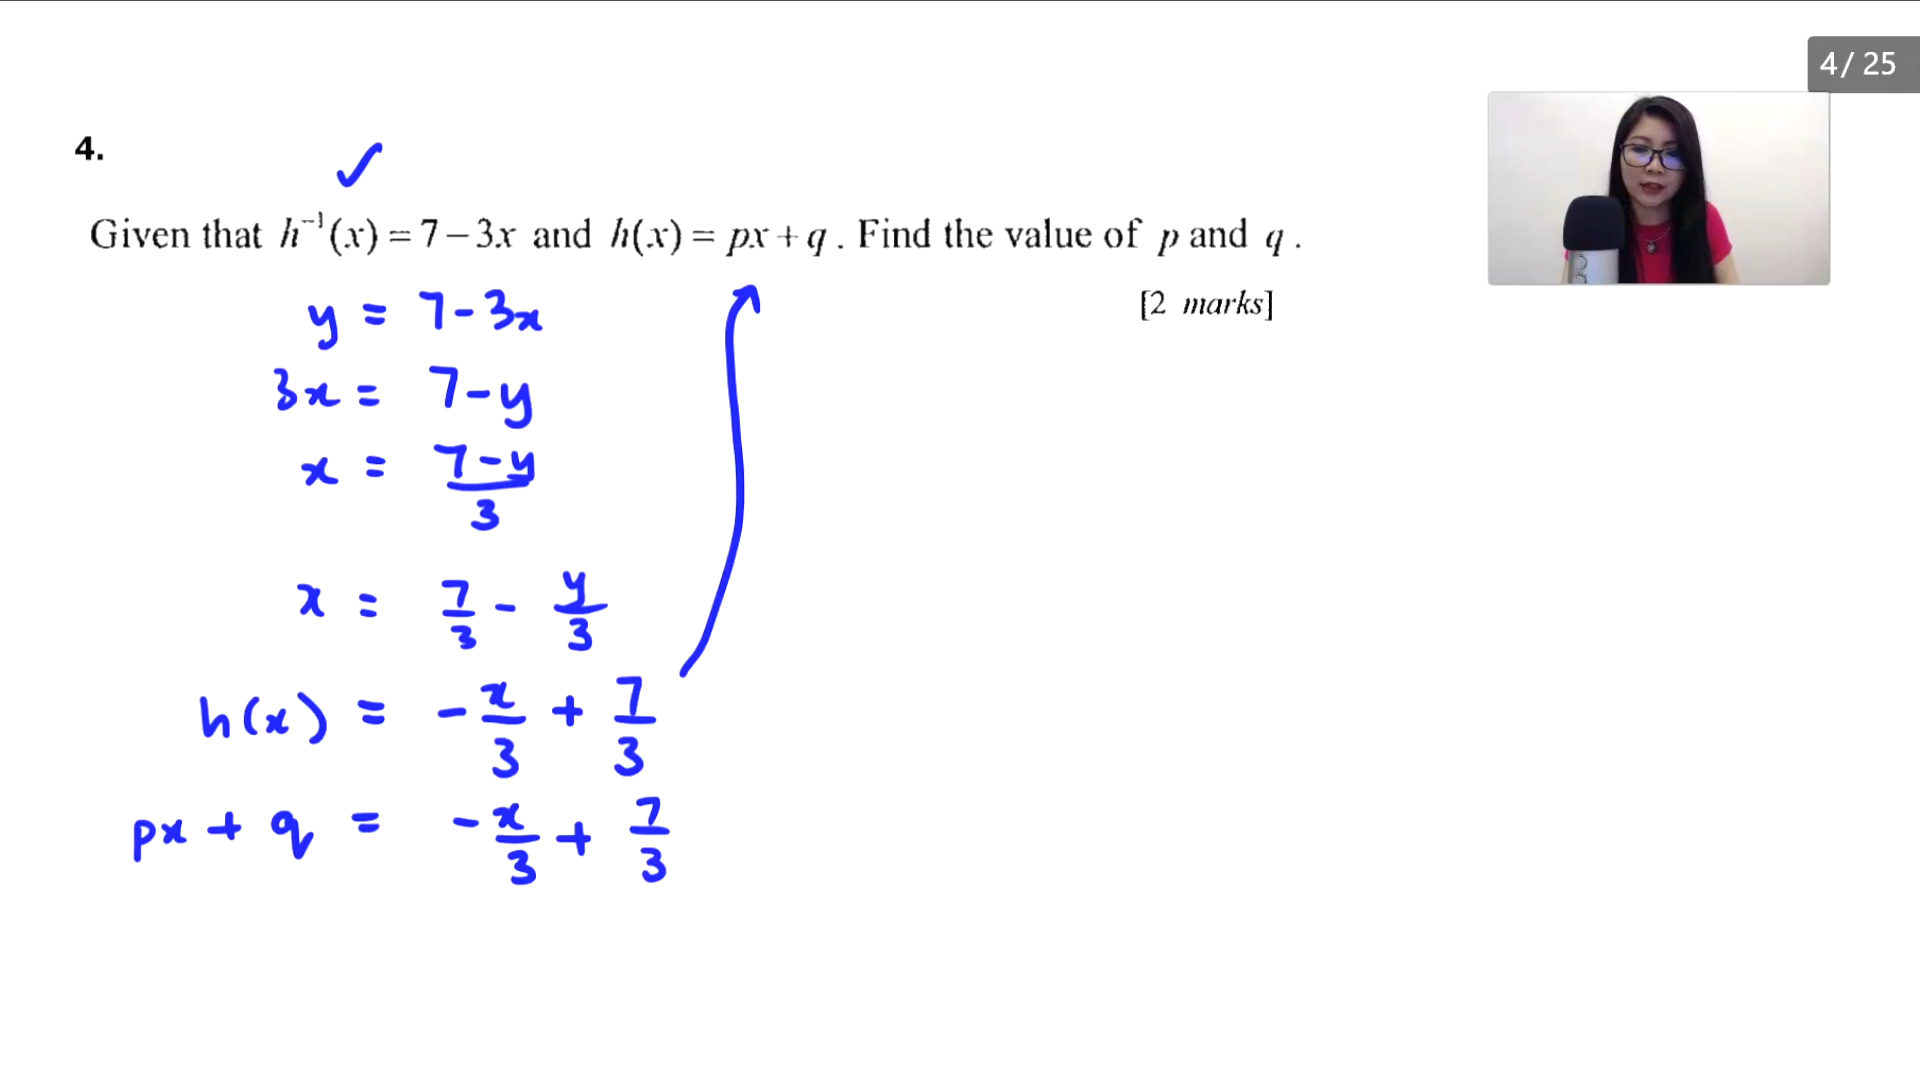 4 / 25
4.
✓
Given that h⁻¹(x) = 7 − 3x and h(x) = px + q . Find the value of p and q .
[2 marks]
y = 7 - 3x
3x = 7 - y
x = (7 - y)/3
x = 7/3 - y/3
h(x) = -x/3 + 7/3
px + q = -x/3 + 7/3